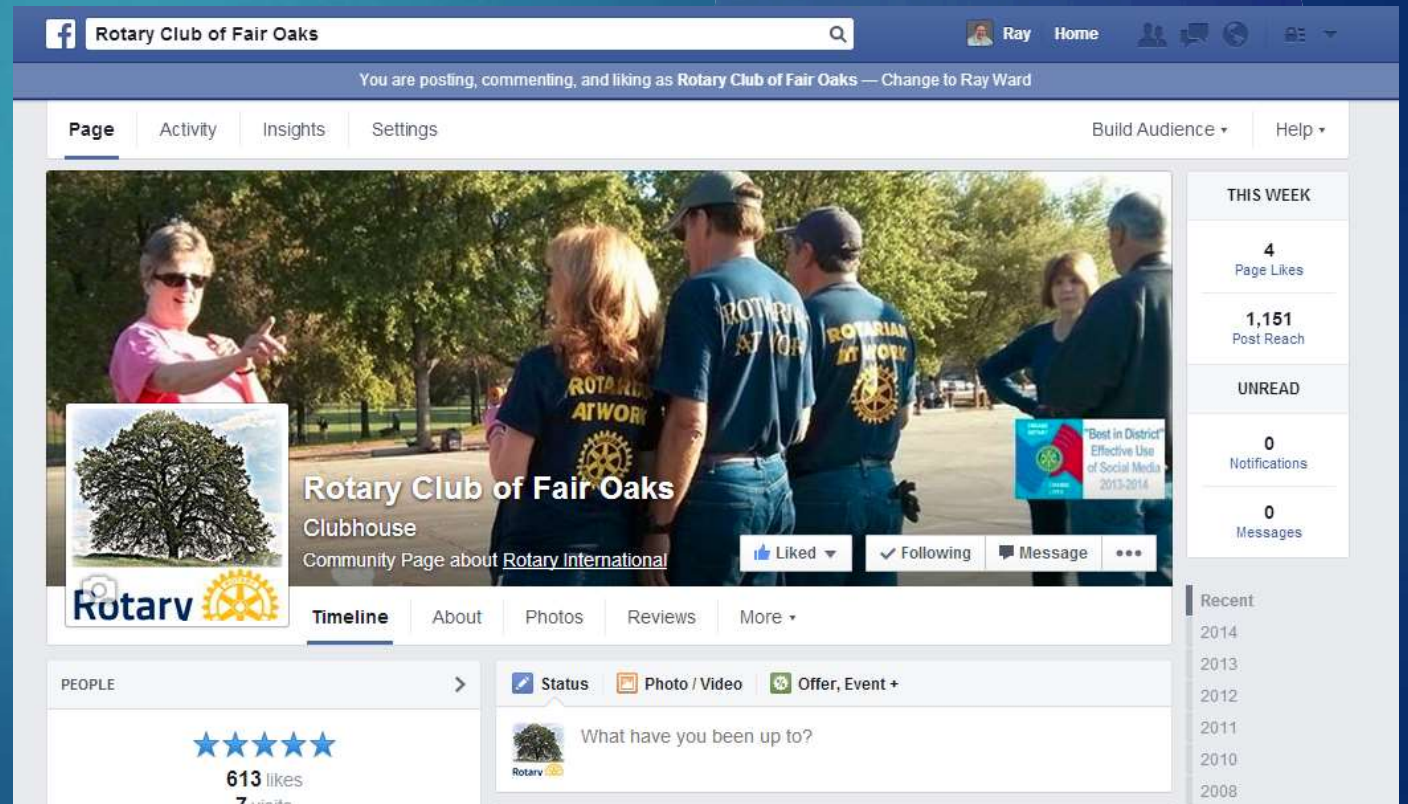 Rotary Club of Fair Oaks
Ray Home
You are posting, commenting, and liking as Rotary Club of Fair Oaks — Change to Ray Ward
Page Activity Insights Settings Build Audience Help
THIS WEEK
4
Page Likes
1,151
Post Reach
UNREAD
0
Notifications
0
Messages
ROTARIAN
AT WORK
ROTARIAN
AT WORK
"Best in District"
Effective Use
of Social Media
2013-2014
Rotary Club of Fair Oaks
Clubhouse
Community Page about Rotary International
Liked Following Message
Rotary
Timeline About Photos Reviews More
Recent
2014
2013
2012
2011
2010
2008
PEOPLE
613 likes
7 visits
Status Photo / Video Offer, Event +
What have you been up to?
Rotary